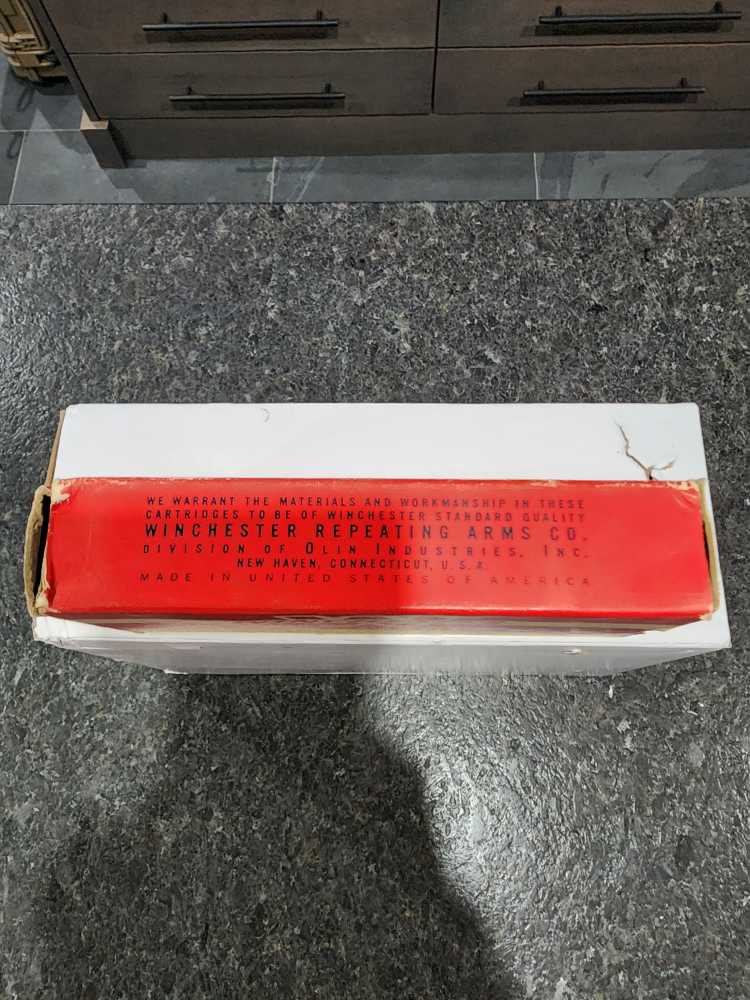 WE WARRANT THE MATERIALS AND WORKMANSHIP IN THESE
CARTRIDGES TO BE OF WINCHESTER STANDARD QUALITY
WINCHESTER REPEATING ARMS CO.
DIVISION OF OLIN INDUSTRIES, INC.
NEW HAVEN, CONNECTICUT, U.S.A.
MADE IN UNITED STATES OF AMERICA